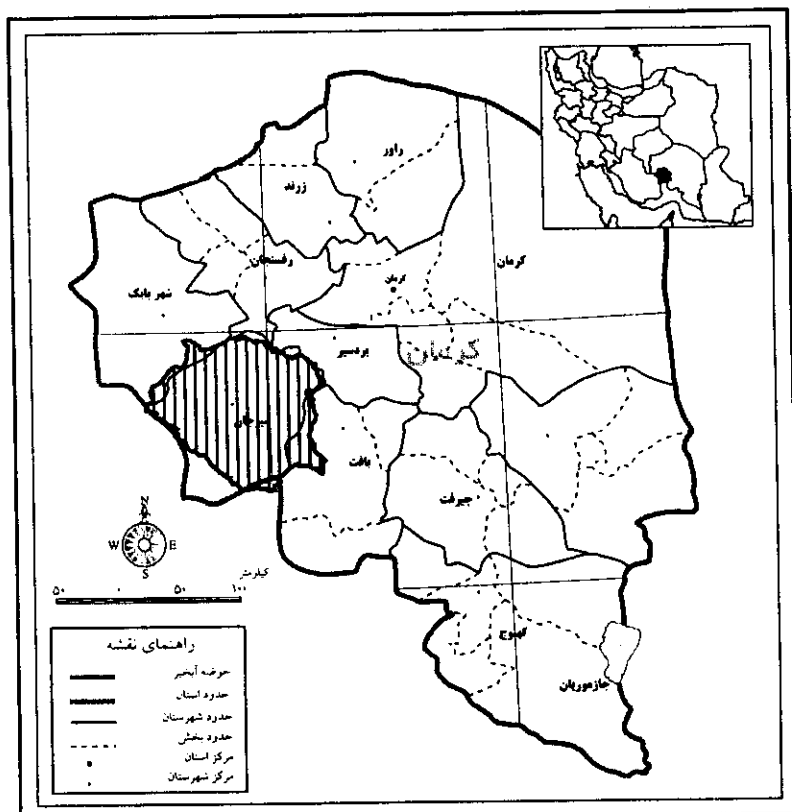 راور
زرند
کرمان
رفسنجان
کرمان
شهر بابک
بردسیر
کرمان
سیرجان
بافت
جیرفت
N
W E
S
کیلومتر
۵۰ ۰ ۵۰ ۱۰۰
کهنوج
جازموریان
راهنمای نقشه
حوضه آبخیز
حدود استان
حدود شهرستان
حدود بخش
مرکز استان
مرکز شهرستان